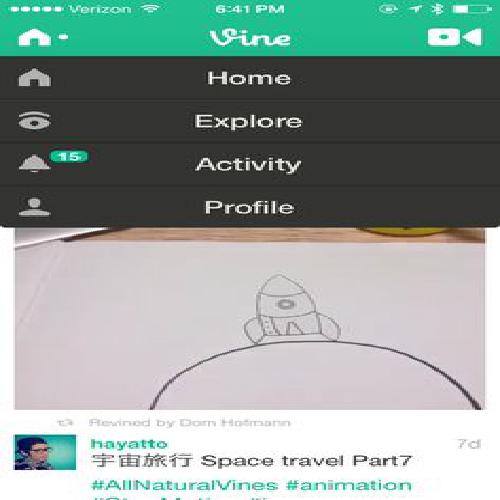 Verizon 6:41 PM
Vine
Home
Explore
15
Activity
Profile
Revined by Dom Hofmann
hayatto 7d
宇宙旅行 Space travel Part7
#AllNaturalVines #animation